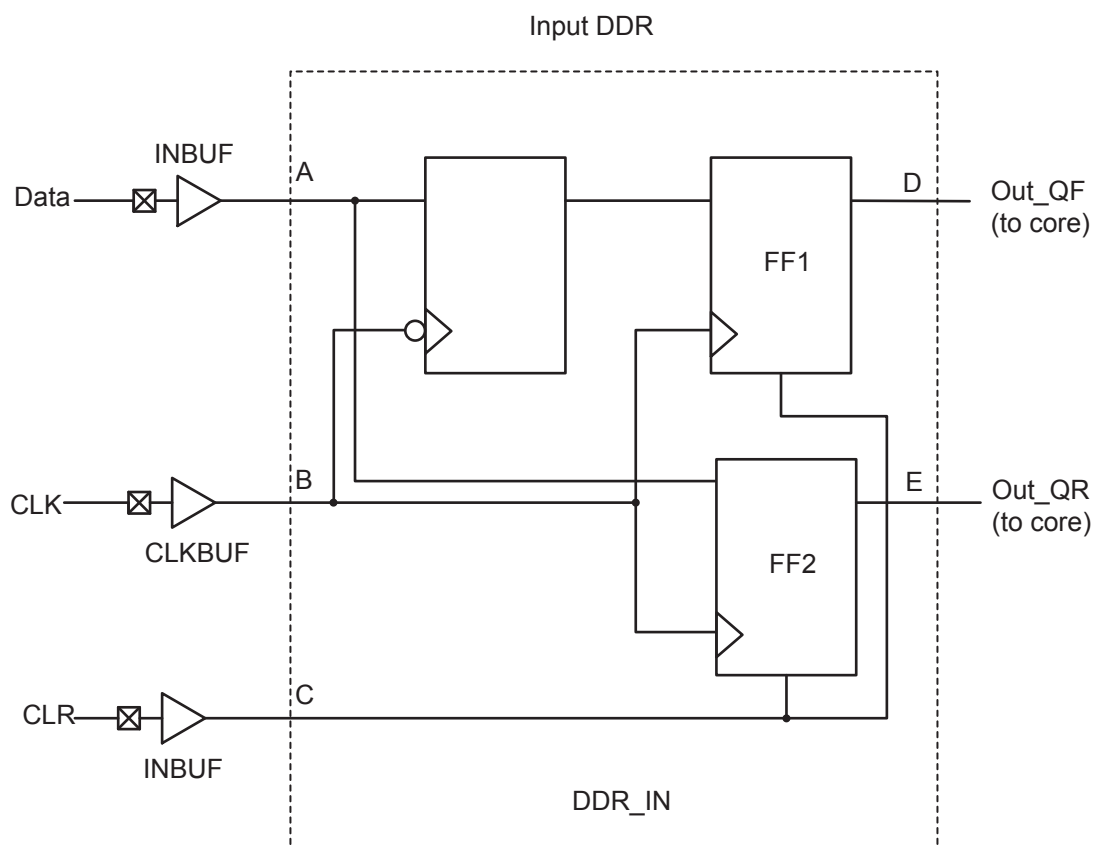 Input DDR
INBUF
A
Data
D
Out_QF
(to core)
FF1
B
CLK
CLKBUF
E
Out_QR
(to core)
FF2
C
CLR
INBUF
DDR_IN